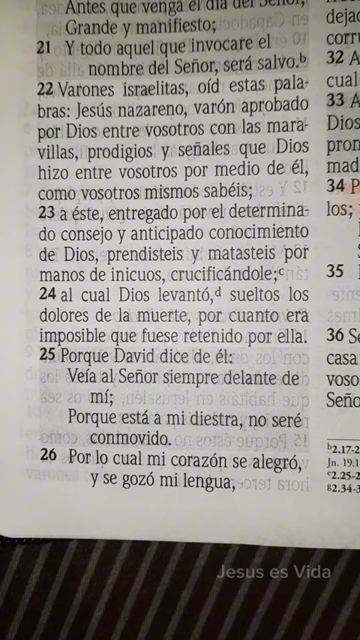 Antes que venga el día del Señor,
Grande y manifiesto;
21 Y todo aquel que invocare el
nombre del Señor, será salvo.b
22 Varones israelitas, oíd estas pala-
bras: Jesús nazareno, varón aprobado
por Dios entre vosotros con las mara-
villas, prodigios y señales que Dios
hizo entre vosotros por medio de él,
como vosotros mismos sabéis;
23 a éste, entregado por el determina-
do consejo y anticipado conocimiento
de Dios, prendisteis y matasteis por
manos de inicuos, crucificándole;c
24 al cual Dios levantó,d sueltos los
dolores de la muerte, por cuanto era
imposible que fuese retenido por ella.
25 Porque David dice de él:
Veía al Señor siempre delante de
mí;
Porque está a mi diestra, no seré
conmovido.
26 Por lo cual mi corazón se alegró,
y se gozó mi lengua,
dejac
corru
32 A
cual
33 A
Dios
pron
mad
34 P
los;
35
36 Se
casa
voso
Seño
b2.17-2
Jn. 19.1
c2.25-2
g2.34-3
Jesus es Vida